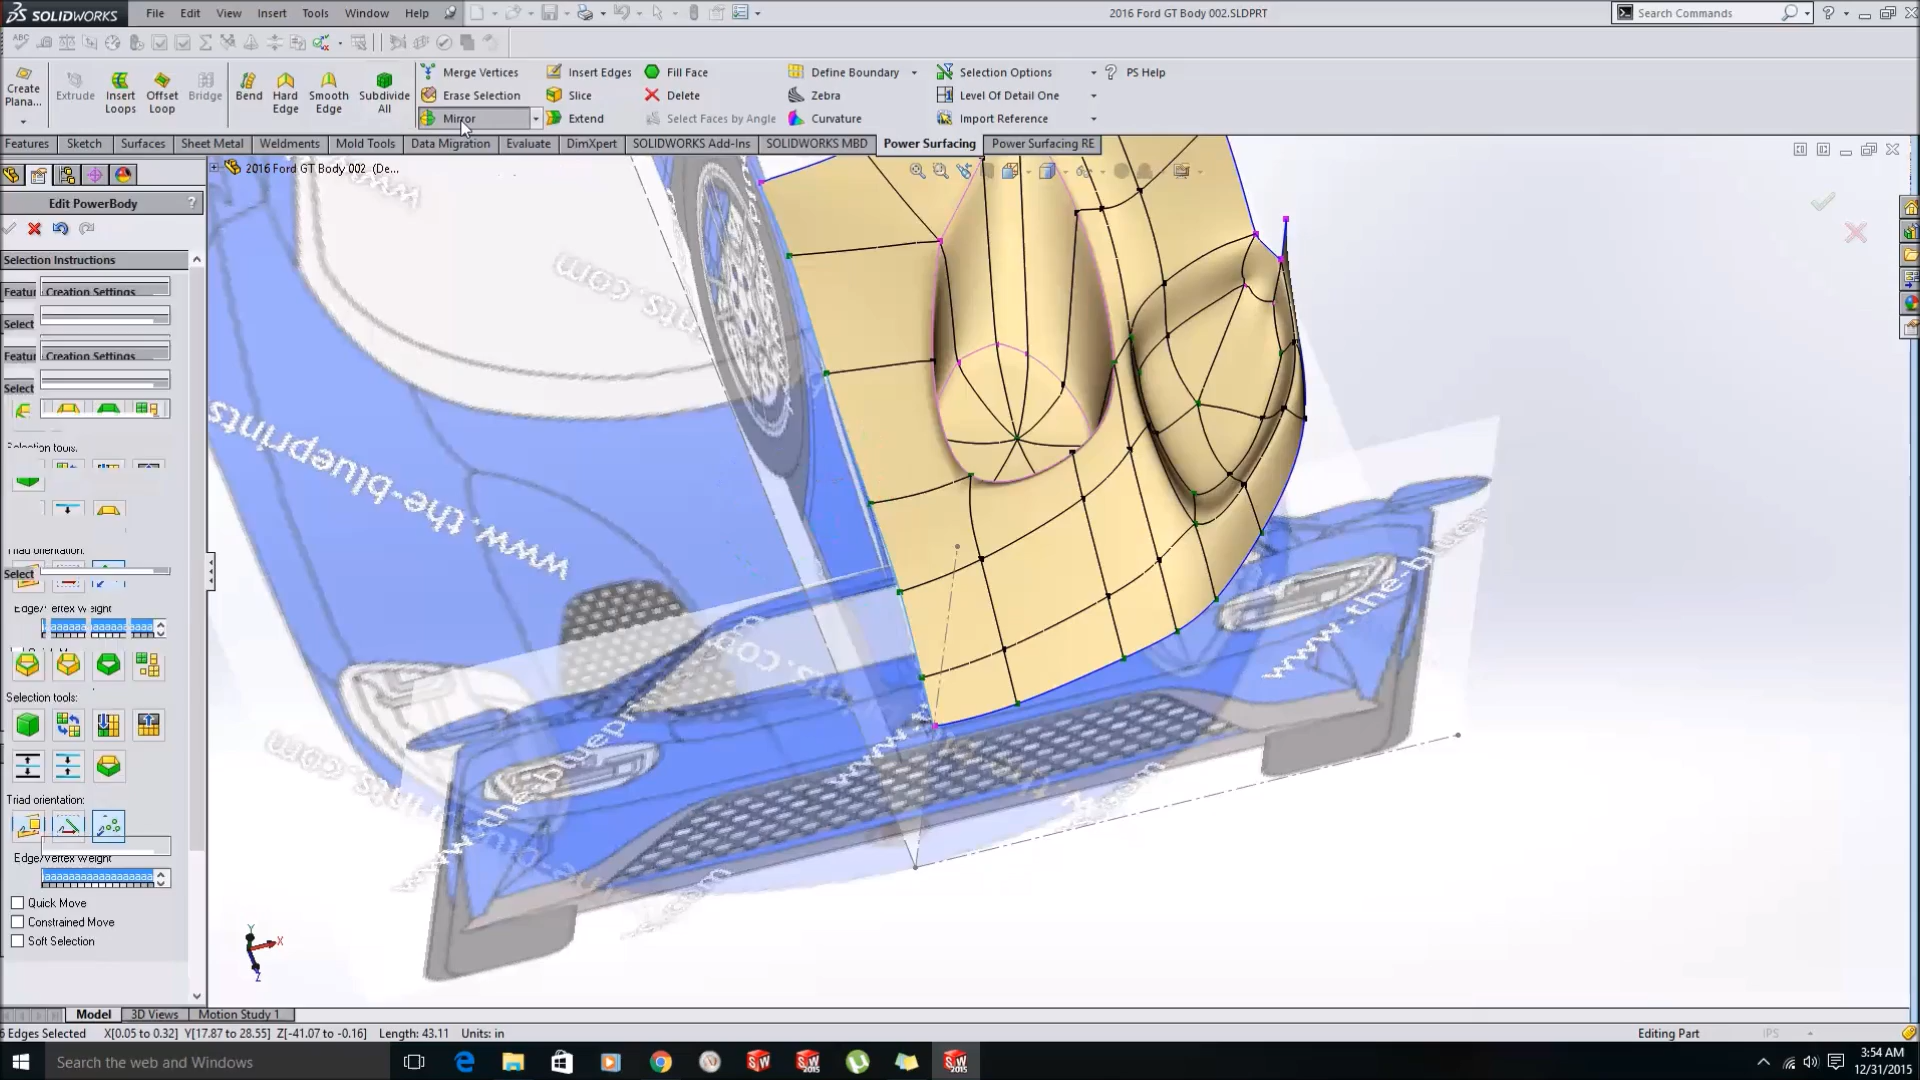 SOLIDWORKS
File Edit View Insert Tools Window Help
2016 Ford GT Body 002.SLDPRT
Search Commands
Create Plana...
Extrude
Insert Loops
Offset Loop
Bridge
Bend
Hard Edge
Smooth Edge
Subdivide All
Merge Vertices
Erase Selection
Mirror
Insert Edges
Slice
Extend
Fill Face
Delete
Select Faces by Angle
Define Boundary
Zebra
Curvature
Selection Options
Level Of Detail One
Import Reference
PS Help
Features Sketch Surfaces Sheet Metal Weldments Mold Tools Data Migration Evaluate DimXpert SOLIDWORKS Add-Ins SOLIDWORKS MBD Power Surfacing Power Surfacing RE
2016 Ford GT Body 002 (De...
Edit PowerBody
Selection Instructions
Creation Settings
Select
Creation Settings
Select
Selection tools:
Triad orientation:
Select
Edge/Vertex Weight
Selection tools:
Triad orientation:
Edge/Vertex Weight
Quick Move
Constrained Move
Soft Selection
www.the-blueprints
Y
X
Z
Model 3D Views Motion Study 1
6 Edges Selected X[0.05 to 0.32] Y[17.87 to 28.55] Z[-41.07 to -0.16] Length: 43.11 Units: in
Editing Part
IPS
Search the web and Windows
3:54 AM
12/31/2015